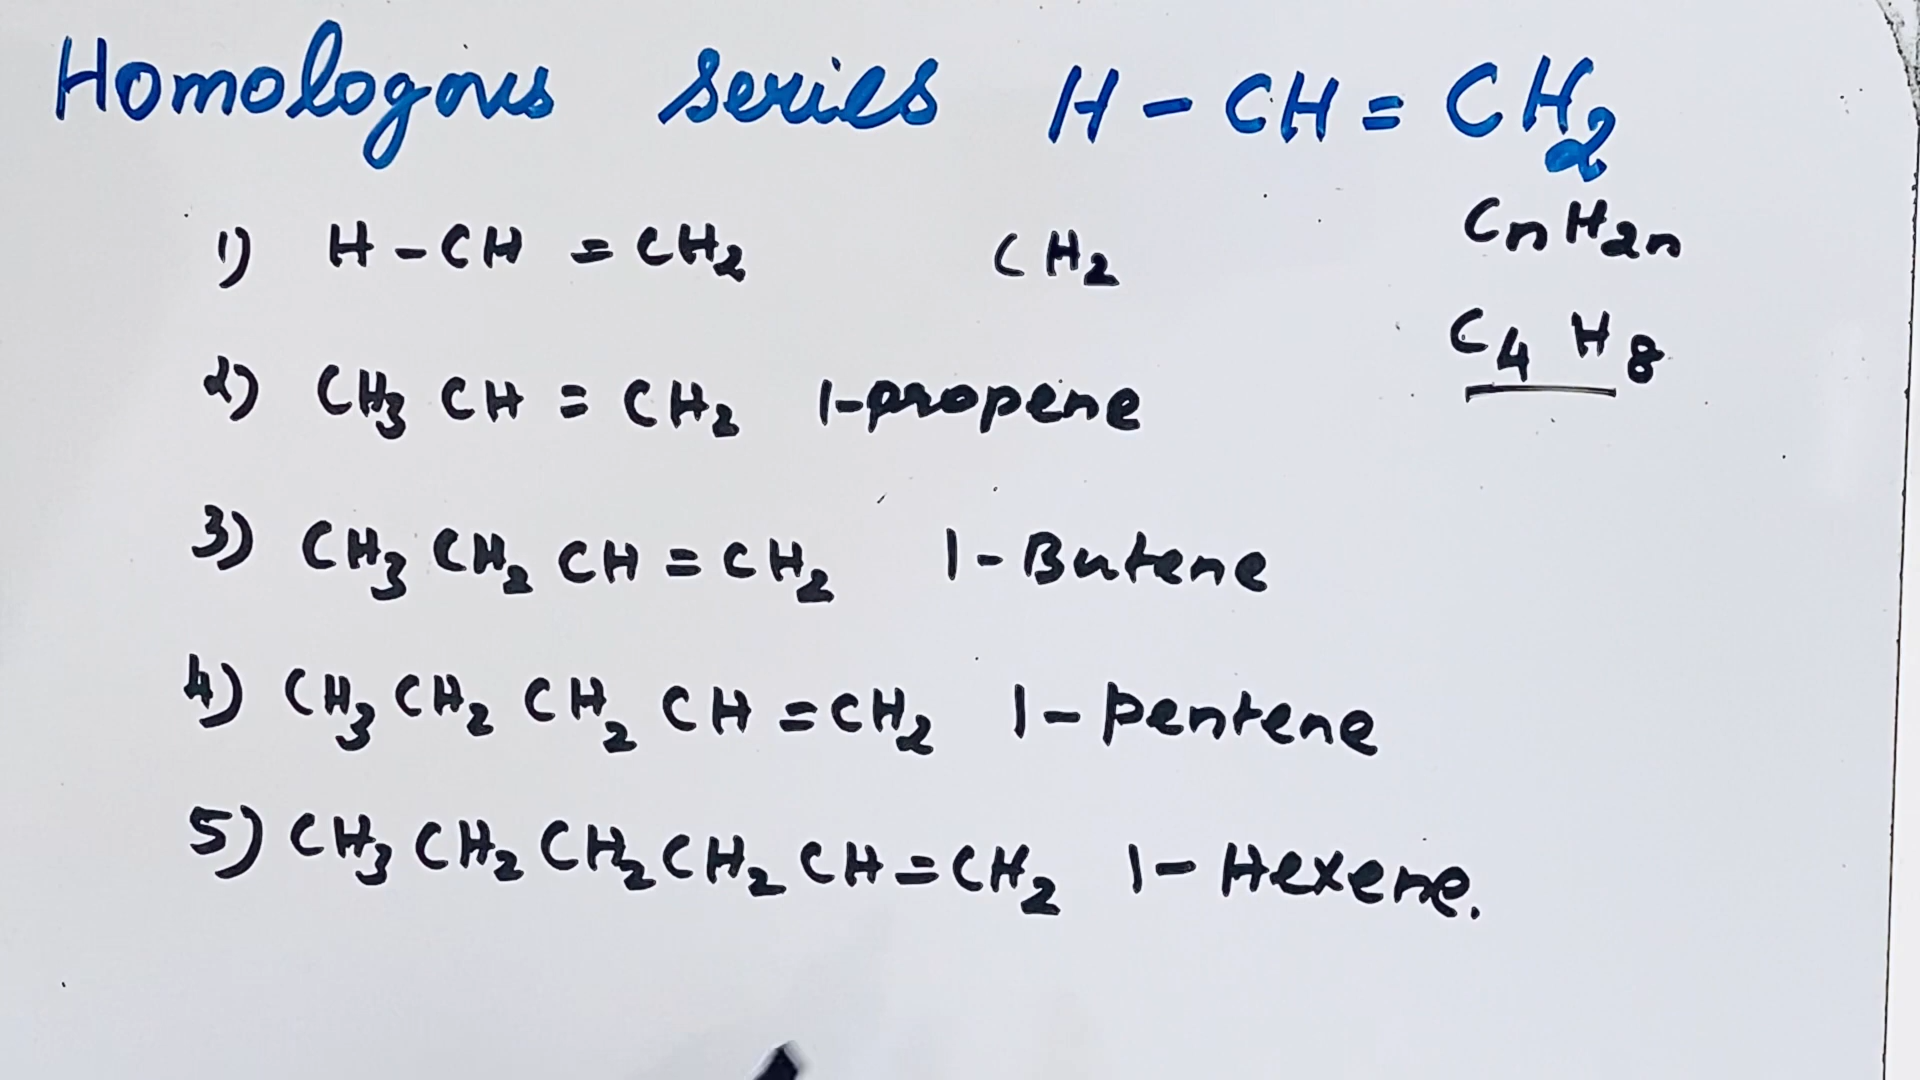 Homologous series H - CH = CH2
1) H - CH = CH2 CH2 CnH2n
C4 H8
2) CH3 CH = CH2 1-propene
3) CH3 CH2 CH = CH2 1 - Butene
4) CH3 CH2 CH2 CH = CH2 1 - pentene
5) CH3 CH2 CH2 CH2 CH = CH2 1 - Hexene.